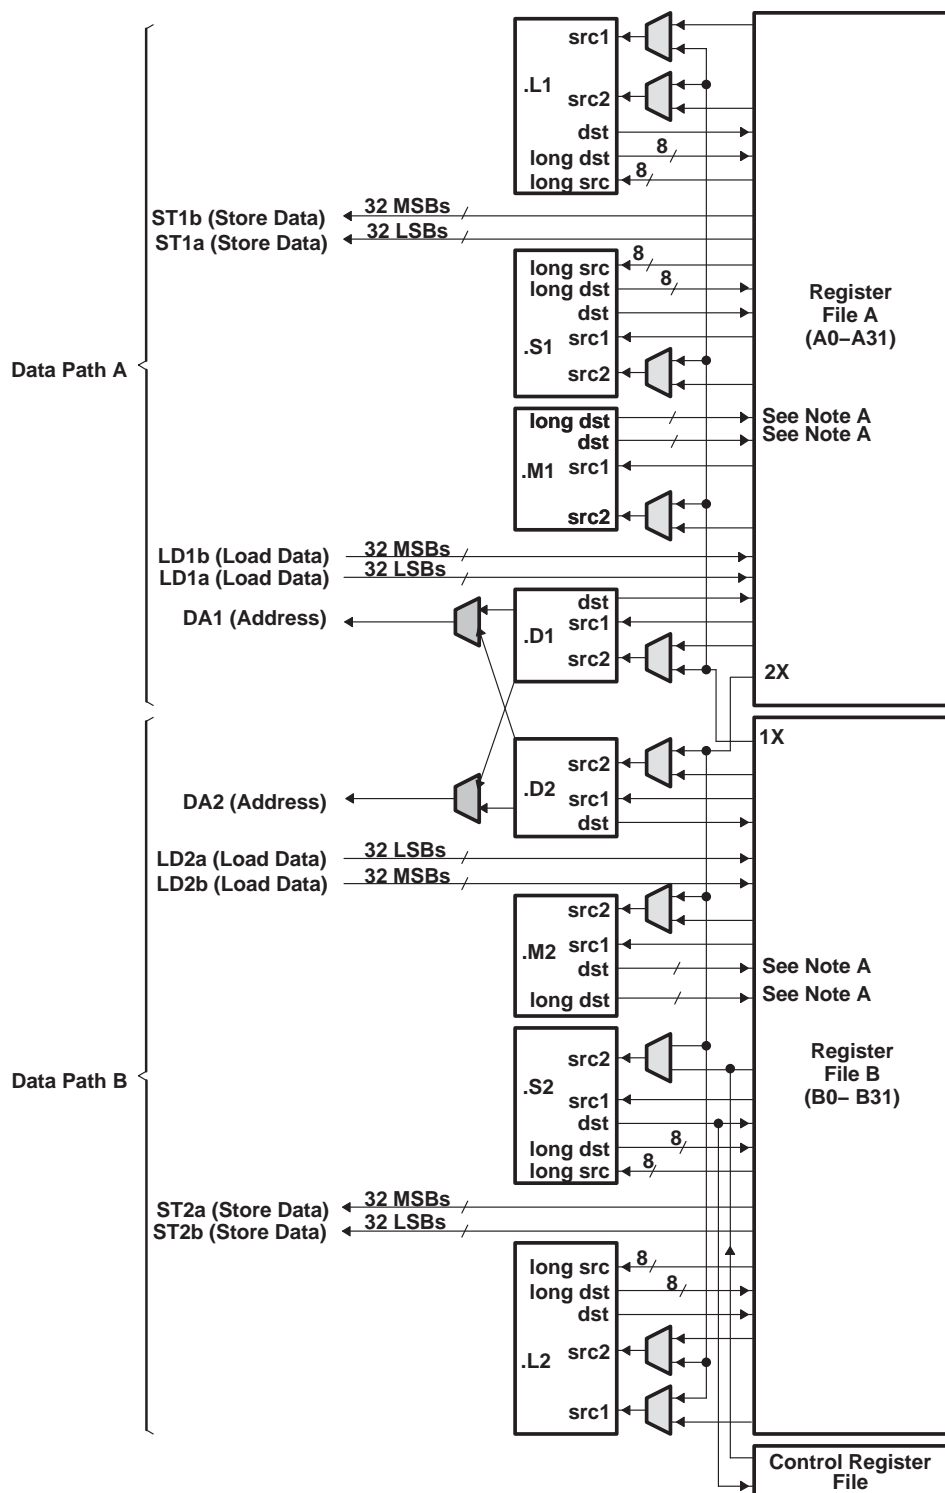 src1
.L1
src2
dst
8
long dst
8
long src
32 MSBs
ST1b (Store Data)
32 LSBs
ST1a (Store Data)
8
long src
8
long dst
dst
Register
File A
(A0–A31)
.S1
src1
src2
Data Path A
long dst
See Note A
dst
See Note A
.M1
src1
src2
32 MSBs
LD1b (Load Data)
32 LSBs
LD1a (Load Data)
dst
DA1 (Address)
src1
.D1
src2
2X
1X
src2
.D2
DA2 (Address)
src1
dst
32 LSBs
LD2a (Load Data)
32 MSBs
LD2b (Load Data)
src2
.M2
src1
dst
See Note A
long dst
See Note A
src2
Register
File B
(B0– B31)
Data Path B
.S2
src1
dst
8
long dst
8
long src
32 MSBs
ST2a (Store Data)
32 LSBs
ST2b (Store Data)
8
long src
8
long dst
dst
.L2
src2
src1
Control Register
File